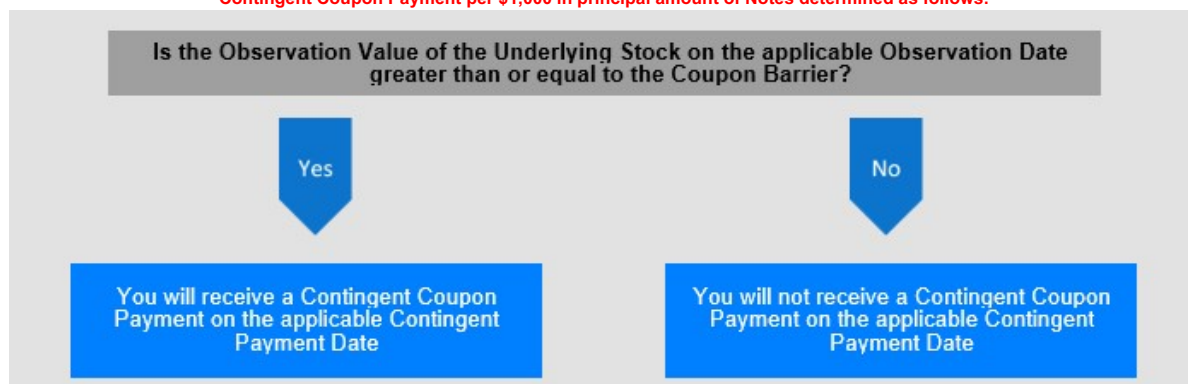 Contingent Coupon Payment per $1,000 in principal amount of Notes determined as follows:
Is the Observation Value of the Underlying Stock on the applicable Observation Date
greater than or equal to the Coupon Barrier?
Yes
No
You will receive a Contingent Coupon
Payment on the applicable Contingent
Payment Date
You will not receive a Contingent Coupon
Payment on the applicable Contingent
Payment Date